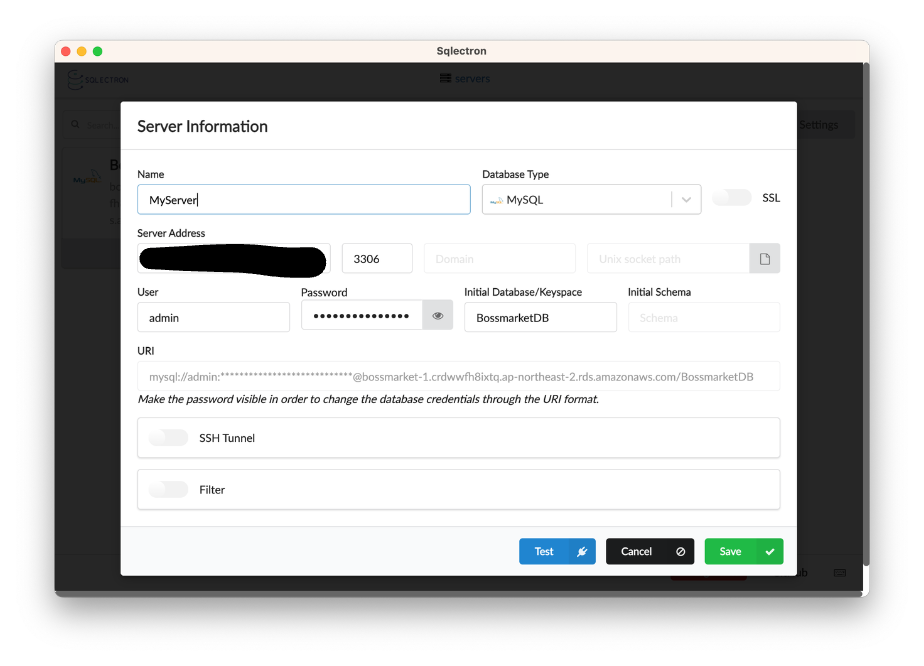 Sqlectron
SQLECTRON
servers
Settings
Server Information
Name
Database Type
MyServer
MySQL
SSL
Server Address
3306
Domain
Unix socket path
User
Password
Initial Database/Keyspace
Initial Schema
admin
•••••••••••••••
BossmarketDB
Schema
URI
mysql://admin:****************************@bossmarket-1.crdwwfh8ixtq.ap-northeast-2.rds.amazonaws.com/BossmarketDB
Make the password visible in order to change the database credentials through the URI format.
SSH Tunnel
Filter
Test
Cancel
Save